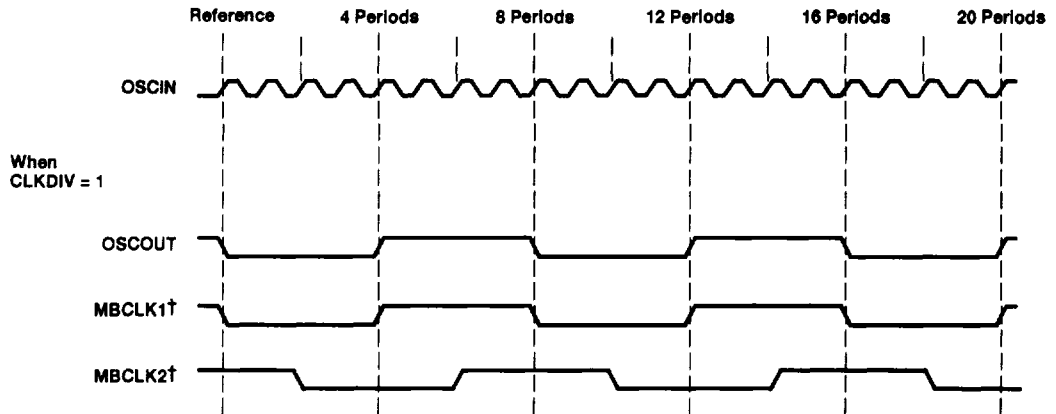 Reference 4 Periods 8 Periods 12 Periods 16 Periods 20 Periods
OSCIN
When
CLKDIV = 1
OSCOUT
MBCLK1†
MBCLK2†